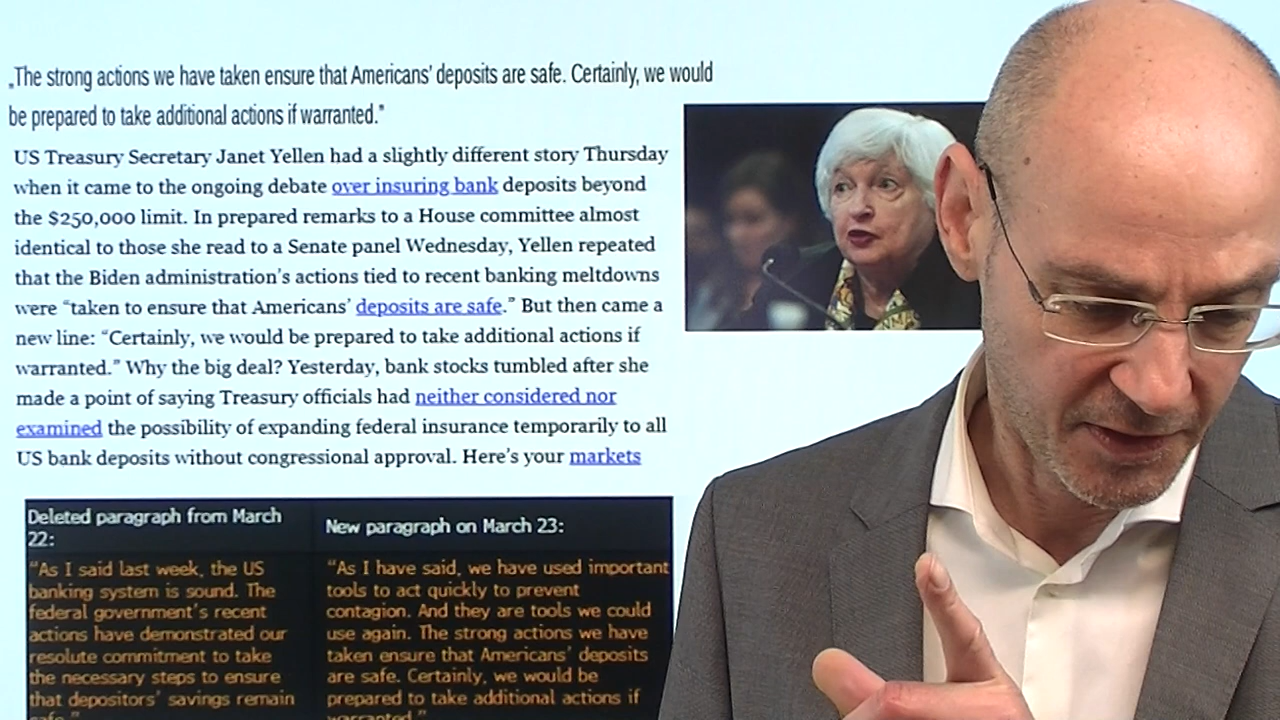 „The strong actions we have taken ensure that Americans' deposits are safe. Certainly, we would
be prepared to take additional actions if warranted."
US Treasury Secretary Janet Yellen had a slightly different story Thursday
when it came to the ongoing debate over insuring bank deposits beyond
the $250,000 limit. In prepared remarks to a House committee almost
identical to those she read to a Senate panel Wednesday, Yellen repeated
that the Biden administration's actions tied to recent banking meltdowns
were “taken to ensure that Americans' deposits are safe.” But then came a
new line: “Certainly, we would be prepared to take additional actions if
warranted.” Why the big deal? Yesterday, bank stocks tumbled after she
made a point of saying Treasury officials had neither considered nor
examined the possibility of expanding federal insurance temporarily to all
US bank deposits without congressional approval. Here's your markets
Deleted paragraph from March
22:
“As I said last week, the US
banking system is sound. The
federal government's recent
actions have demonstrated our
resolute commitment to take
the necessary steps to ensure
that depositors' savings remain
safe.”
New paragraph on March 23:
“As I have said, we have used important
tools to act quickly to prevent
contagion. And they are tools we could
use again. The strong actions we have
taken ensure that Americans' deposits
are safe. Certainly, we would be
prepared to take additional actions if
warranted.”